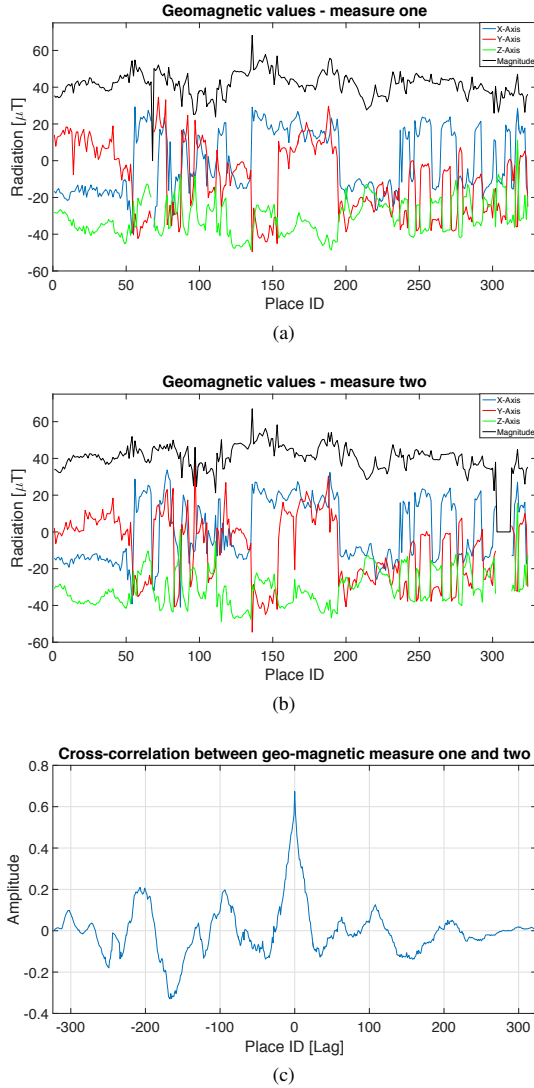 Geomagnetic values - measure one
60
40
20
0
-20
-40
-60
Radiation [μT]
X-Axis
Y-Axis
Z-Axis
Magnitude
0 50 100 150 200 250 300
Place ID
(a)
Geomagnetic values - measure two
60
40
20
0
-20
-40
-60
Radiation [μT]
X-Axis
Y-Axis
Z-Axis
Magnitude
0 50 100 150 200 250 300
Place ID
(b)
Cross-correlation between geo-magnetic measure one and two
0.8
0.6
0.4
0.2
0
-0.2
-0.4
Amplitude
-300 -200 -100 0 100 200 300
Place ID [Lag]
(c)